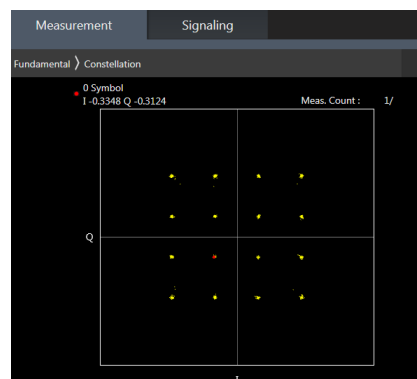 Measurement Signaling
Fundamental 〉 Constellation
0 Symbol
I -0.3348 Q -0.3124 Meas. Count : 1/
Q